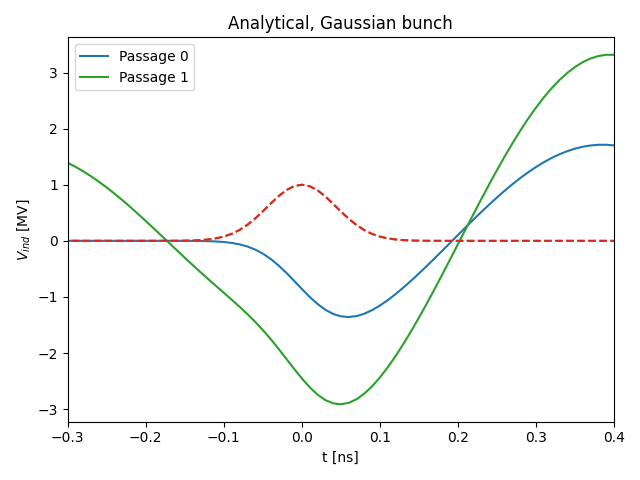 Analytical, Gaussian bunch
Passage 0
Passage 1
V_ind [MV]
3
2
1
0
−1
−2
−3
−0.3 −0.2 −0.1 0.0 0.1 0.2 0.3 0.4
t [ns]